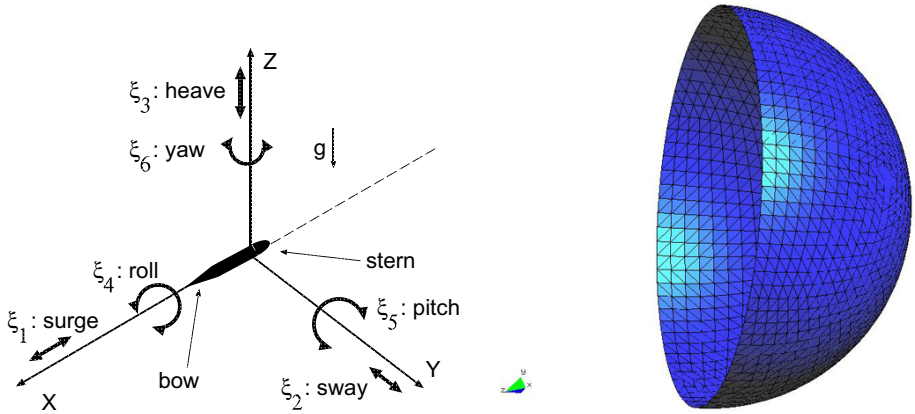 Z
ξ3: heave
ξ6: yaw
g
stern
ξ4: roll
ξ5: pitch
ξ1: surge
bow
Y
X
ξ2: sway
y
z x